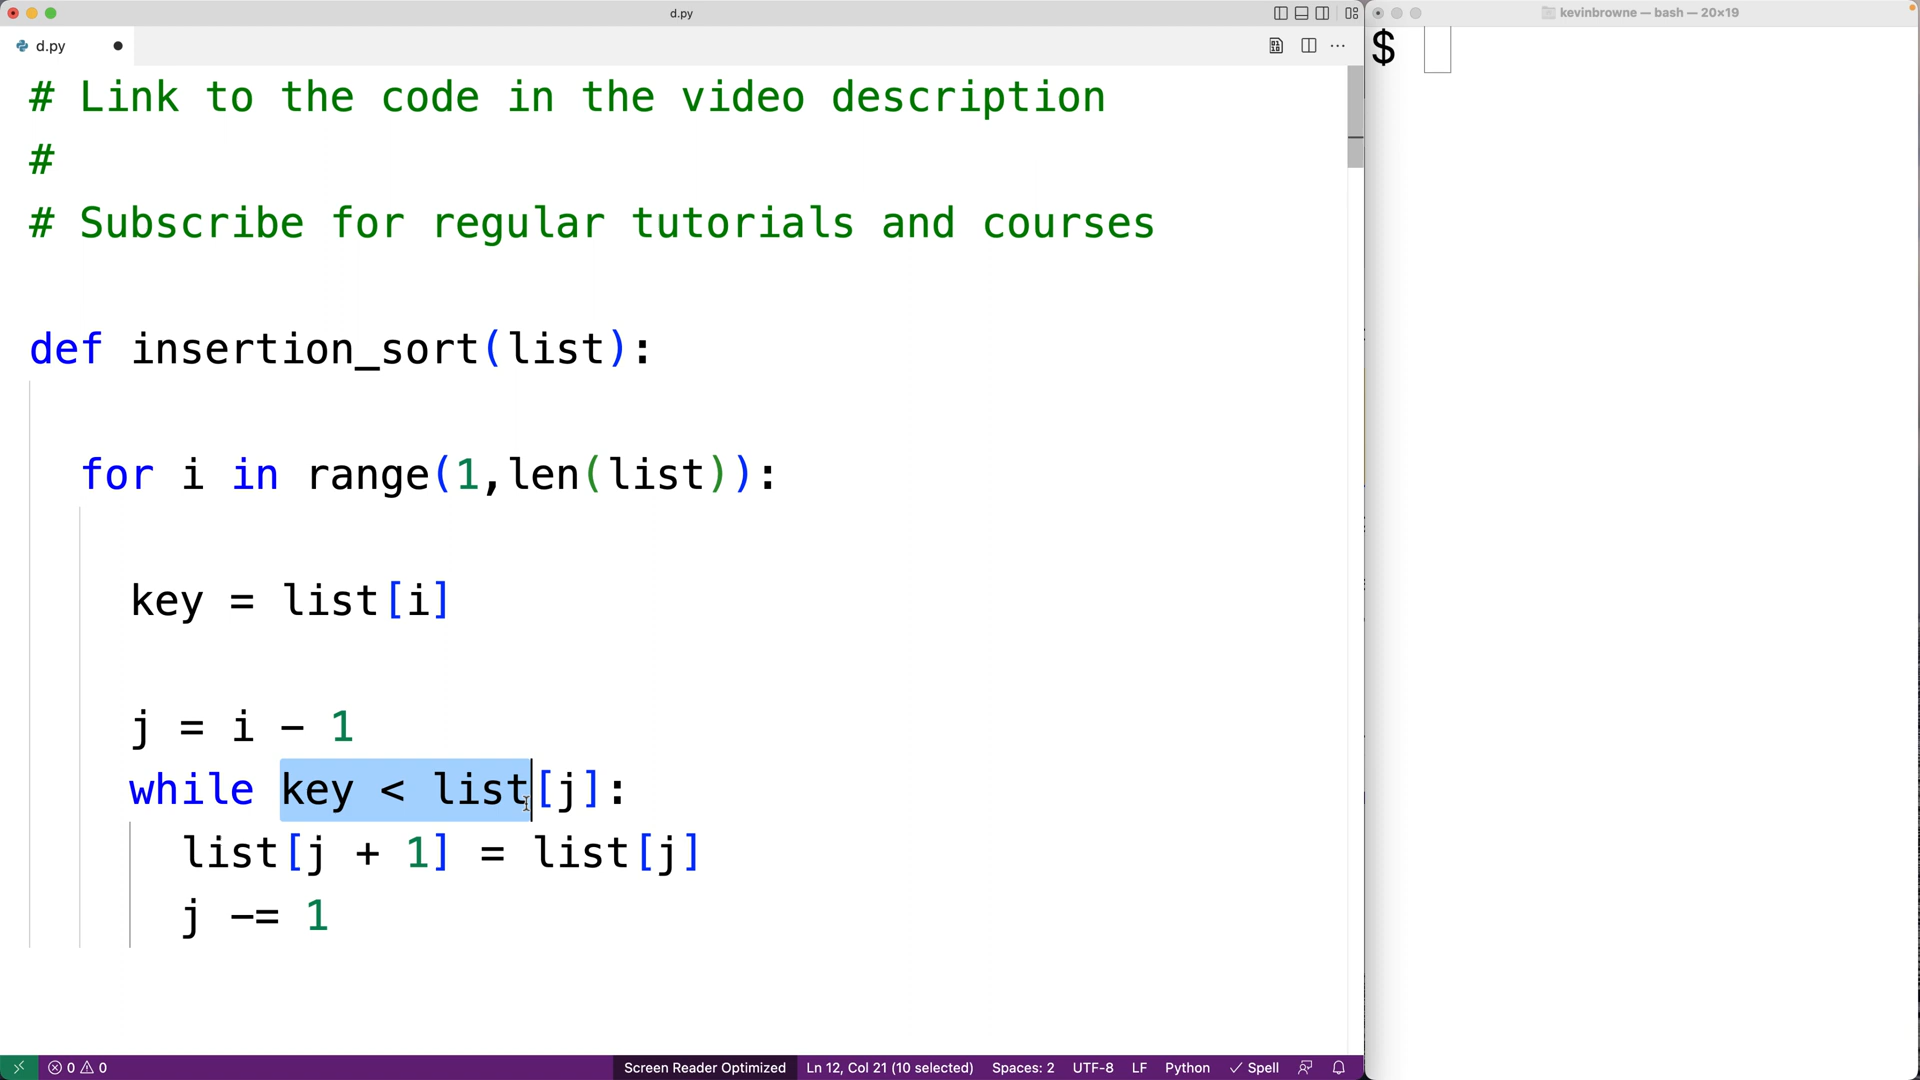 d.py
kevinbrowne — bash — 20×19
d.py
$
# Link to the code in the video description
#
# Subscribe for regular tutorials and courses
def insertion_sort(list):
for i in range(1,len(list)):
key = list[i]
j = i - 1
while key < list[j]:
list[j + 1] = list[j]
j -= 1
0 0 Screen Reader Optimized Ln 12, Col 21 (10 selected) Spaces: 2 UTF-8 LF Python Spell